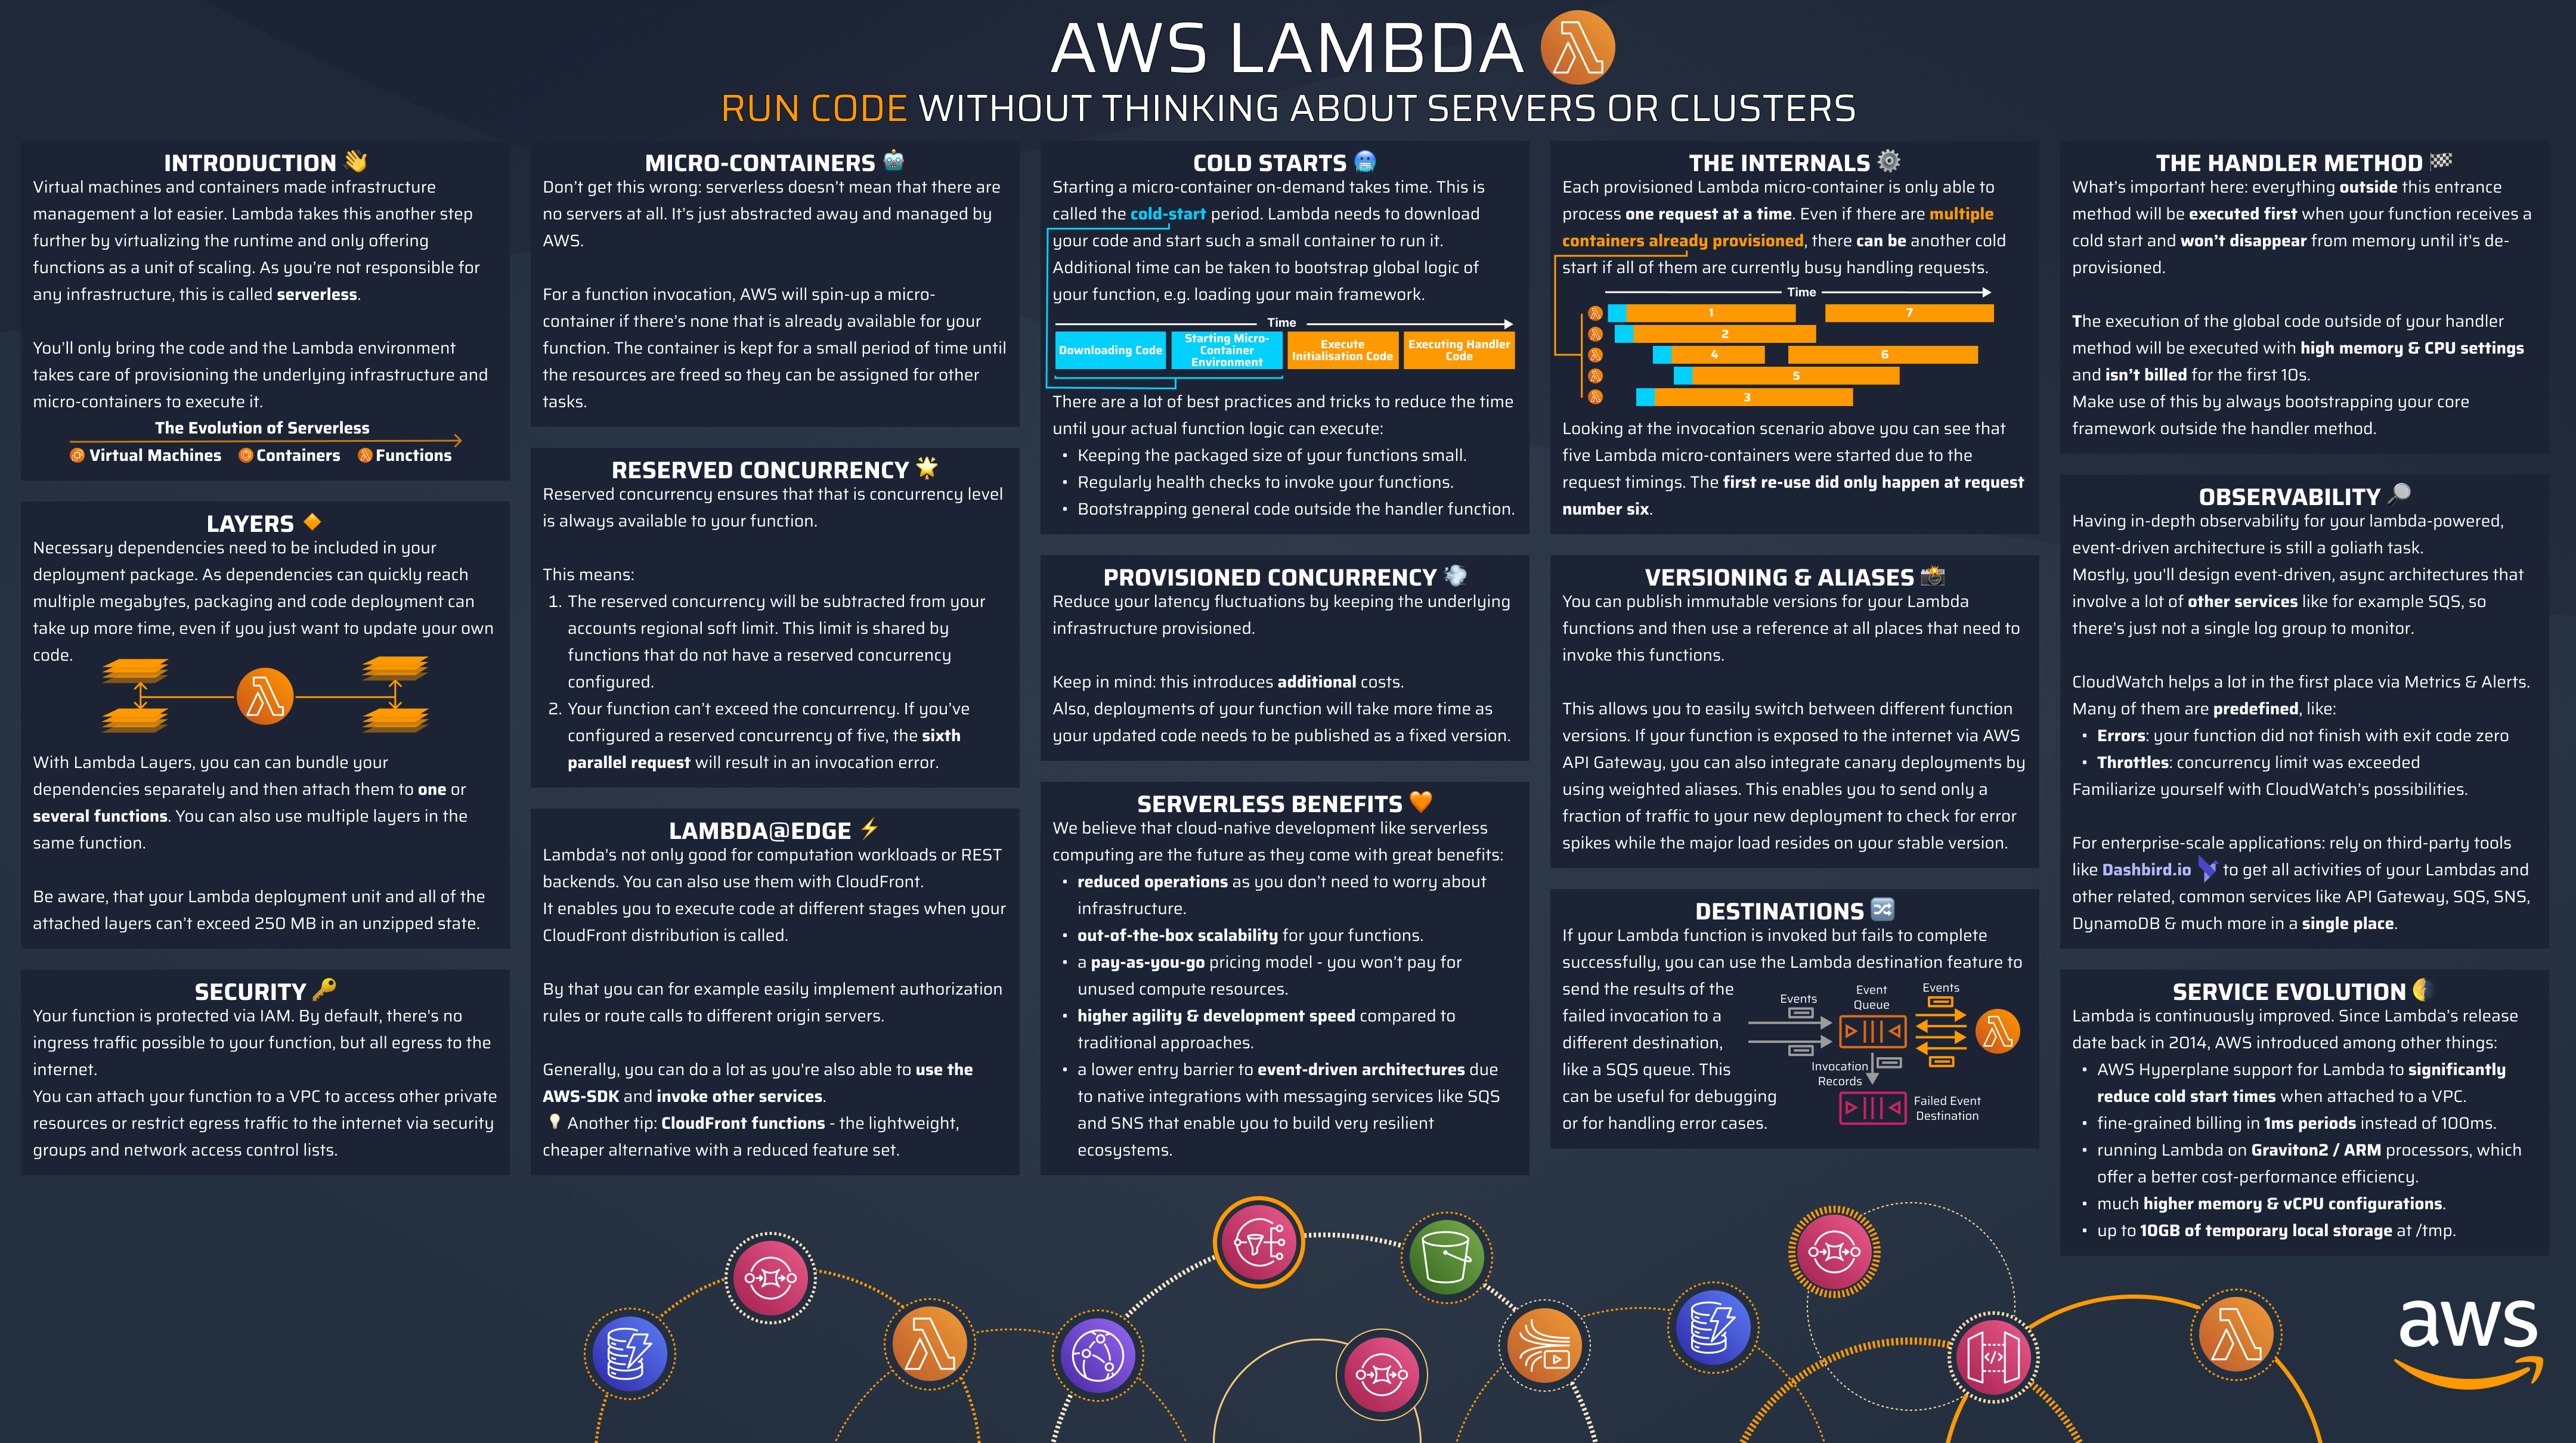 AWS LAMBDA
RUN CODE WITHOUT THINKING ABOUT SERVERS OR CLUSTERS
INTRODUCTION 👋
Virtual machines and containers made infrastructure
management a lot easier. Lambda takes this another step
further by virtualizing the runtime and only offering
functions as a unit of scaling. As you're not responsible for
any infrastructure, this is called serverless.
You'll only bring the code and the Lambda environment
takes care of provisioning the underlying infrastructure and
micro-containers to execute it.
The Evolution of Serverless
Virtual Machines Containers Functions
LAYERS 🔸
Necessary dependencies need to be included in your
deployment package. As dependencies can quickly reach
multiple megabytes, packaging and code deployment can
take up more time, even if you just want to update your own
code.
With Lambda Layers, you can can bundle your
dependencies separately and then attach them to one or
several functions. You can also use multiple layers in the
same function.
Be aware, that your Lambda deployment unit and all of the
attached layers can't exceed 250 MB in an unzipped state.
SECURITY 🔑
Your function is protected via IAM. By default, there's no
ingress traffic possible to your function, but all egress to the
internet.
You can attach your function to a VPC to access other private
resources or restrict egress traffic to the internet via security
groups and network access control lists.
MICRO-CONTAINERS 🤖
Don't get this wrong: serverless doesn't mean that there are
no servers at all. It's just abstracted away and managed by
AWS.
For a function invocation, AWS will spin-up a micro-
container if there's none that is already available for your
function. The container is kept for a small period of time until
the resources are freed so they can be assigned for other
tasks.
RESERVED CONCURRENCY 🌟
Reserved concurrency ensures that that is concurrency level
is always available to your function.
This means:
1. The reserved concurrency will be subtracted from your
accounts regional soft limit. This limit is shared by
functions that do not have a reserved concurrency
configured.
2. Your function can't exceed the concurrency. If you've
configured a reserved concurrency of five, the sixth
parallel request will result in an invocation error.
LAMBDA@EDGE ⚡
Lambda's not only good for computation workloads or REST
backends. You can also use them with CloudFront.
It enables you to execute code at different stages when your
CloudFront distribution is called.
By that you can for example easily implement authorization
rules or route calls to different origin servers.
Generally, you can do a lot as you're also able to use the
AWS-SDK and invoke other services.
💡 Another tip: CloudFront functions - the lightweight,
cheaper alternative with a reduced feature set.
COLD STARTS 🥶
Starting a micro-container on-demand takes time. This is
called the cold-start period. Lambda needs to download
your code and start such a small container to run it.
Additional time can be taken to bootstrap global logic of
your function, e.g. loading your main framework.
Time
Downloading Code
Starting Micro-
Container
Environment
Execute
Initialisation Code
Executing Handler
Code
There are a lot of best practices and tricks to reduce the time
until your actual function logic can execute:
• Keeping the packaged size of your functions small.
• Regularly health checks to invoke your functions.
• Bootstrapping general code outside the handler function.
PROVISIONED CONCURRENCY 💨
Reduce your latency fluctuations by keeping the underlying
infrastructure provisioned.
Keep in mind: this introduces additional costs.
Also, deployments of your function will take more time as
your updated code needs to be published as a fixed version.
SERVERLESS BENEFITS 🧡
We believe that cloud-native development like serverless
computing are the future as they come with great benefits:
• reduced operations as you don't need to worry about
infrastructure.
• out-of-the-box scalability for your functions.
• a pay-as-you-go pricing model - you won't pay for
unused compute resources.
• higher agility & development speed compared to
traditional approaches.
• a lower entry barrier to event-driven architectures due
to native integrations with messaging services like SQS
and SNS that enable you to build very resilient
ecosystems.
THE INTERNALS ⚙️
Each provisioned Lambda micro-container is only able to
process one request at a time. Even if there are multiple
containers already provisioned, there can be another cold
start if all of them are currently busy handling requests.
Time
1 7
2
4 6
5
3
Looking at the invocation scenario above you can see that
five Lambda micro-containers were started due to the
request timings. The first re-use did only happen at request
number six.
VERSIONING & ALIASES 📸
You can publish immutable versions for your Lambda
functions and then use a reference at all places that need to
invoke this functions.
This allows you to easily switch between different function
versions. If your function is exposed to the internet via AWS
API Gateway, you can also integrate canary deployments by
using weighted aliases. This enables you to send only a
fraction of traffic to your new deployment to check for error
spikes while the major load resides on your stable version.
DESTINATIONS 🔀
If your Lambda function is invoked but fails to complete
successfully, you can use the Lambda destination feature to
send the results of the
failed invocation to a
different destination,
like a SQS queue. This
can be useful for debugging
or for handling error cases.
Events
Event
Queue
Events
Invocation
Records
Failed Event
Destination
THE HANDLER METHOD 🏁
What's important here: everything outside this entrance
method will be executed first when your function receives a
cold start and won't disappear from memory until it's de-
provisioned.
The execution of the global code outside of your handler
method will be executed with high memory & CPU settings
and isn't billed for the first 10s.
Make use of this by always bootstrapping your core
framework outside the handler method.
OBSERVABILITY 🔎
Having in-depth observability for your lambda-powered,
event-driven architecture is still a goliath task.
Mostly, you'll design event-driven, async architectures that
involve a lot of other services like for example SQS, so
there's just not a single log group to monitor.
CloudWatch helps a lot in the first place via Metrics & Alerts.
Many of them are predefined, like:
• Errors: your function did not finish with exit code zero
• Throttles: concurrency limit was exceeded
Familiarize yourself with CloudWatch's possibilities.
For enterprise-scale applications: rely on third-party tools
like Dashbird.io to get all activities of your Lambdas and
other related, common services like API Gateway, SQS, SNS,
DynamoDB & much more in a single place.
SERVICE EVOLUTION 🌗
Lambda is continuously improved. Since Lambda's release
date back in 2014, AWS introduced among other things:
• AWS Hyperplane support for Lambda to significantly
reduce cold start times when attached to a VPC.
• fine-grained billing in 1ms periods instead of 100ms.
• running Lambda on Graviton2 / ARM processors, which
offer a better cost-performance efficiency.
• much higher memory & vCPU configurations.
• up to 10GB of temporary local storage at /tmp.
</>
aws